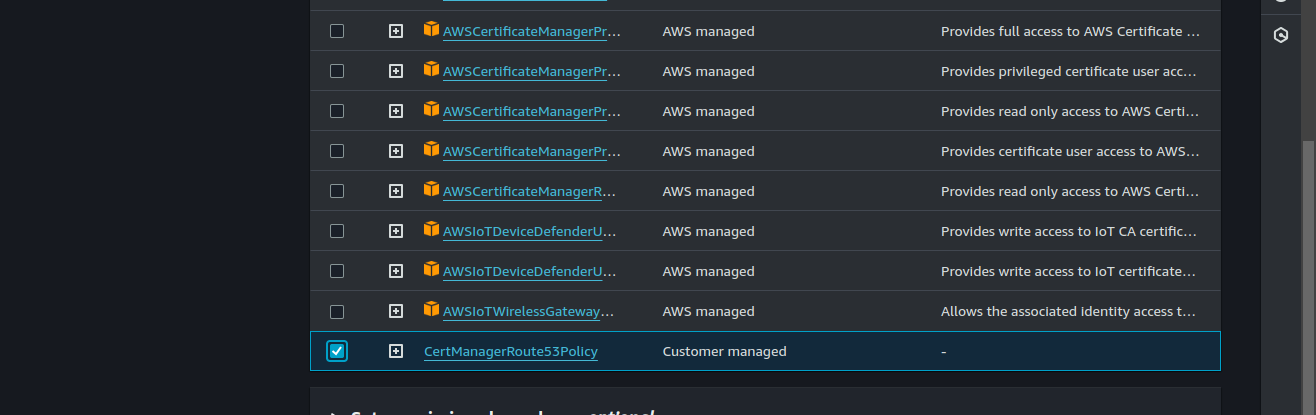 AWSCertificateManagerPr... AWS managed Provides full access to AWS Certificate ...
AWSCertificateManagerPr... AWS managed Provides privileged certificate user acc...
AWSCertificateManagerPr... AWS managed Provides read only access to AWS Certi...
AWSCertificateManagerPr... AWS managed Provides certificate user access to AWS...
AWSCertificateManagerR... AWS managed Provides read only access to AWS Certi...
AWSIoTDeviceDefenderU... AWS managed Provides write access to IoT CA certific...
AWSIoTDeviceDefenderU... AWS managed Provides write access to IoT certificate...
AWSIoTWirelessGateway... AWS managed Allows the associated identity access t...
CertManagerRoute53Policy Customer managed -